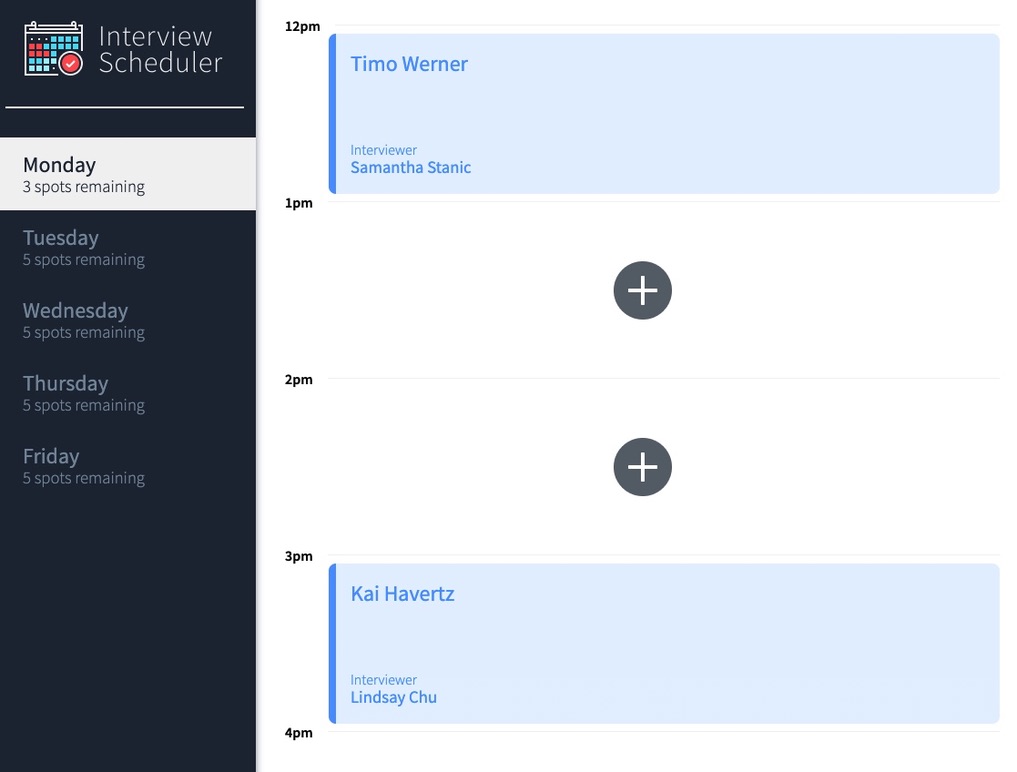 Interview
Scheduler
Monday
3 spots remaining
Tuesday
5 spots remaining
Wednesday
5 spots remaining
Thursday
5 spots remaining
Friday
5 spots remaining
12pm
Timo Werner
Interviewer
Samantha Stanic
1pm
2pm
3pm
Kai Havertz
Interviewer
Lindsay Chu
4pm